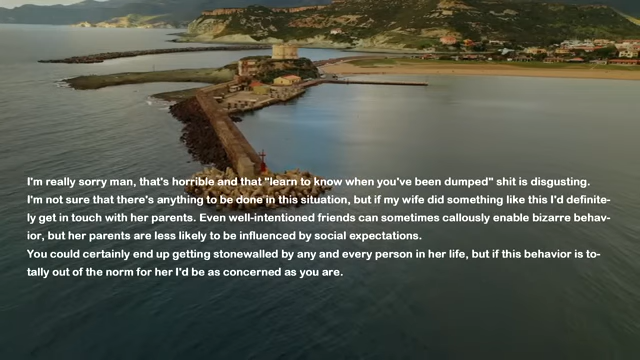 I'm really sorry man, that's horrible and that "learn to know when you've been dumped" shit is disgusting.
I'm not sure that there's anything to be done in this situation, but if my wife did something like this I'd definite-
ly get in touch with her parents. Even well-intentioned friends can sometimes callously enable bizarre behav-
ior, but her parents are less likely to be influenced by social expectations.
You could certainly end up getting stonewalled by any and every person in her life, but if this behavior is to-
tally out of the norm for her I'd be as concerned as you are.